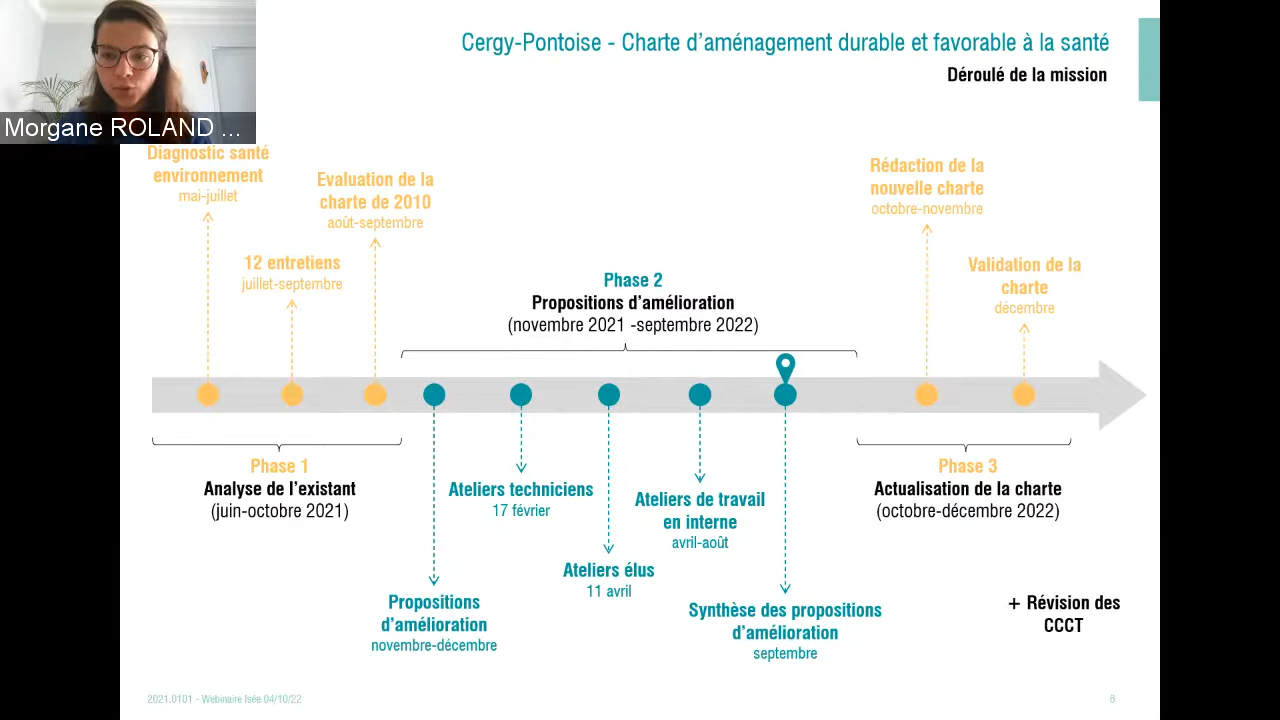 Cergy-Pontoise - Charte d'aménagement durable et favorable à la santé
Déroulé de la mission
Morgane ROLAND ...
Diagnostic santé
environnement
mai-juillet
Evaluation de la
charte de 2010
août-septembre
12 entretiens
juillet-septembre
Rédaction de la
nouvelle charte
octobre-novembre
Validation de la
charte
décembre
Phase 2
Propositions d'amélioration
(novembre 2021 -septembre 2022)
Phase 1
Analyse de l'existant
(juin-octobre 2021)
Ateliers techniciens
17 février
Ateliers de travail
en interne
avril-août
Phase 3
Actualisation de la charte
(octobre-décembre 2022)
Ateliers élus
11 avril
Propositions
d'amélioration
novembre-décembre
Synthèse des propositions
d'amélioration
septembre
+ Révision des
CCCT
2021.0101 - Webinaire Isée 04/10/22
6